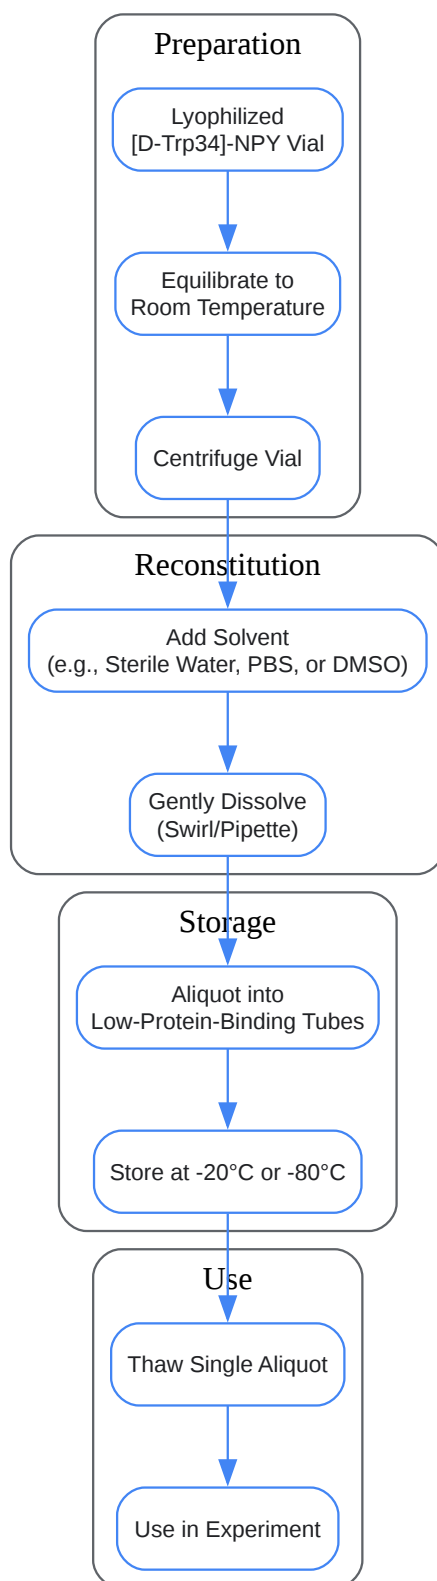 Preparation
Lyophilized
[D-Trp34]-NPY Vial
Equilibrate to
Room Temperature
Centrifuge Vial
Reconstitution
Add Solvent
(e.g., Sterile Water, PBS, or DMSO)
Gently Dissolve
(Swirl/Pipette)
Storage
Aliquot into
Low-Protein-Binding Tubes
Store at -20°C or -80°C
Use
Thaw Single Aliquot
Use in Experiment